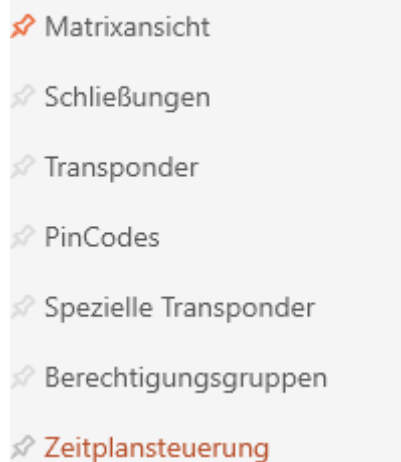 Matrixansicht
Schließungen
Transponder
PinCodes
Spezielle Transponder
Berechtigungsgruppen
Zeitplansteuerung